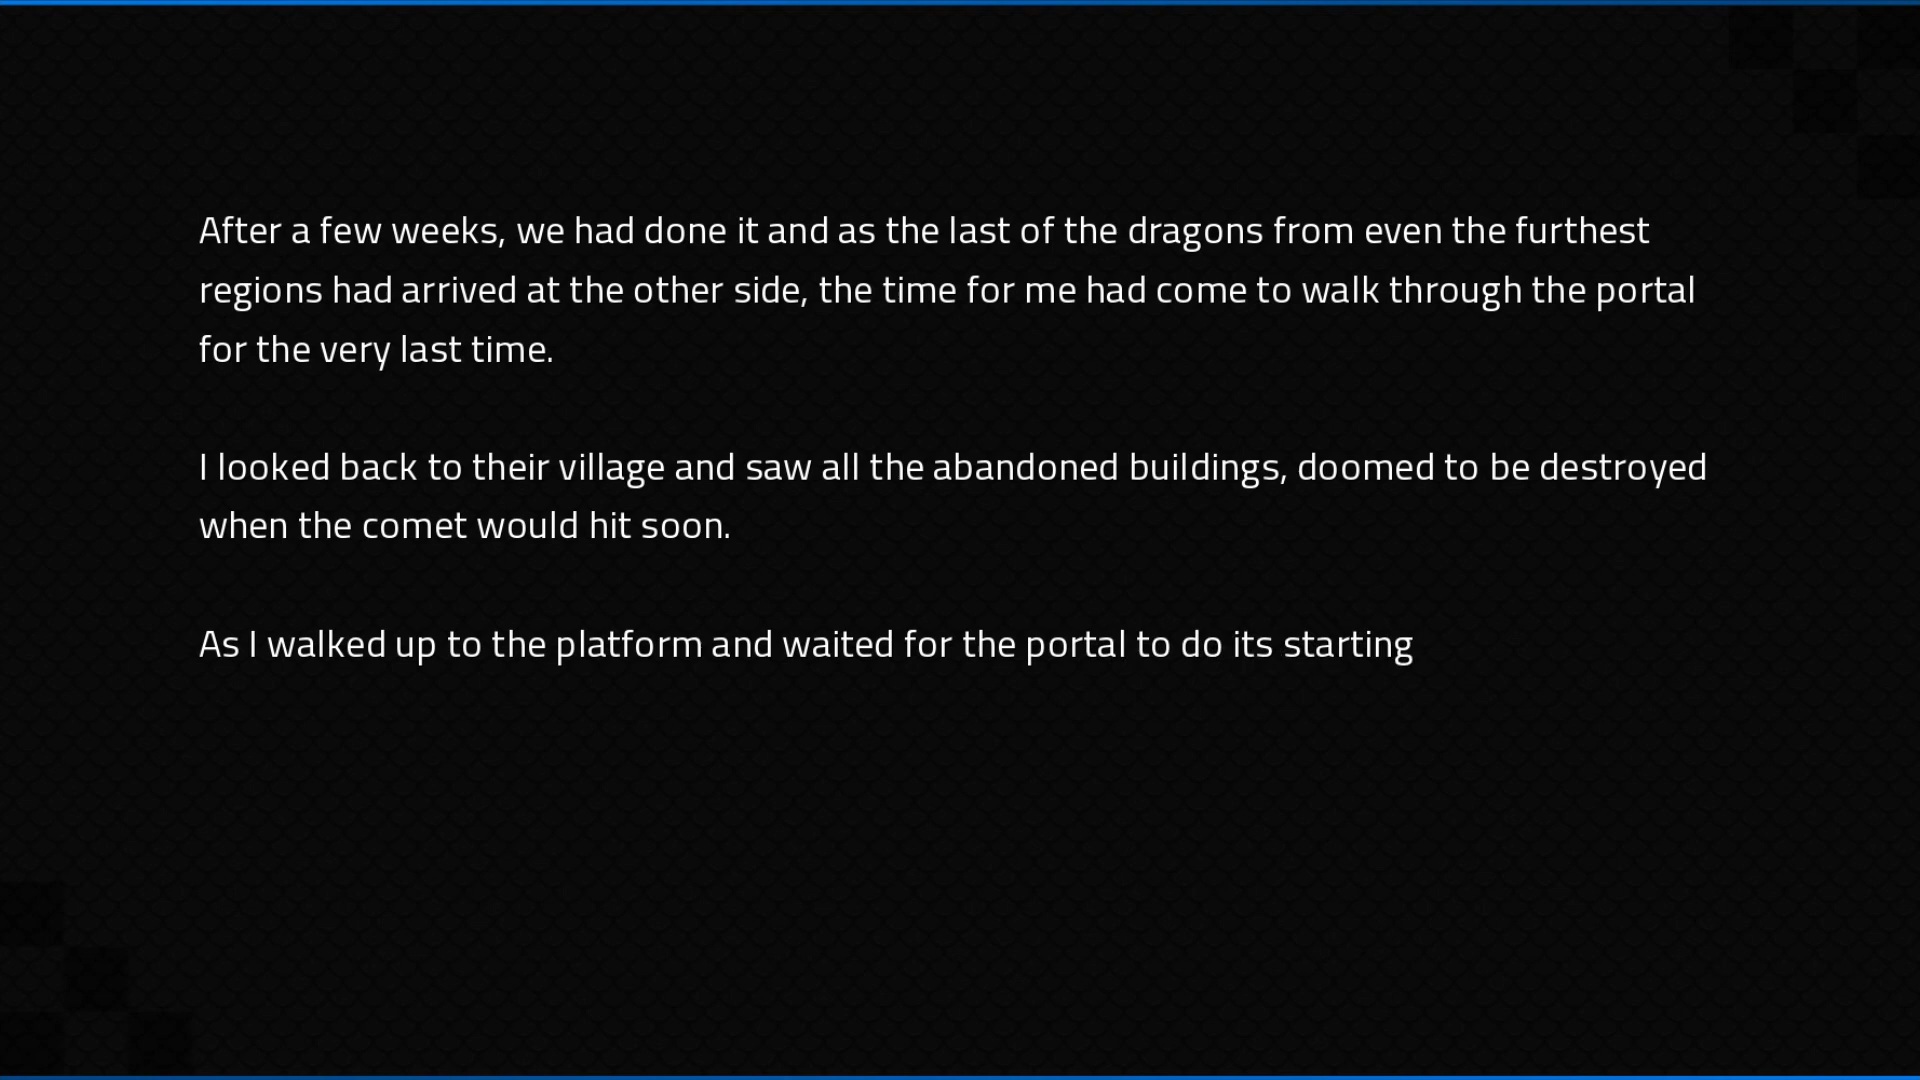 After a few weeks, we had done it and as the last of the dragons from even the furthest
regions had arrived at the other side, the time for me had come to walk through the portal
for the very last time.
I looked back to their village and saw all the abandoned buildings, doomed to be destroyed
when the comet would hit soon.
As I walked up to the platform and waited for the portal to do its starting